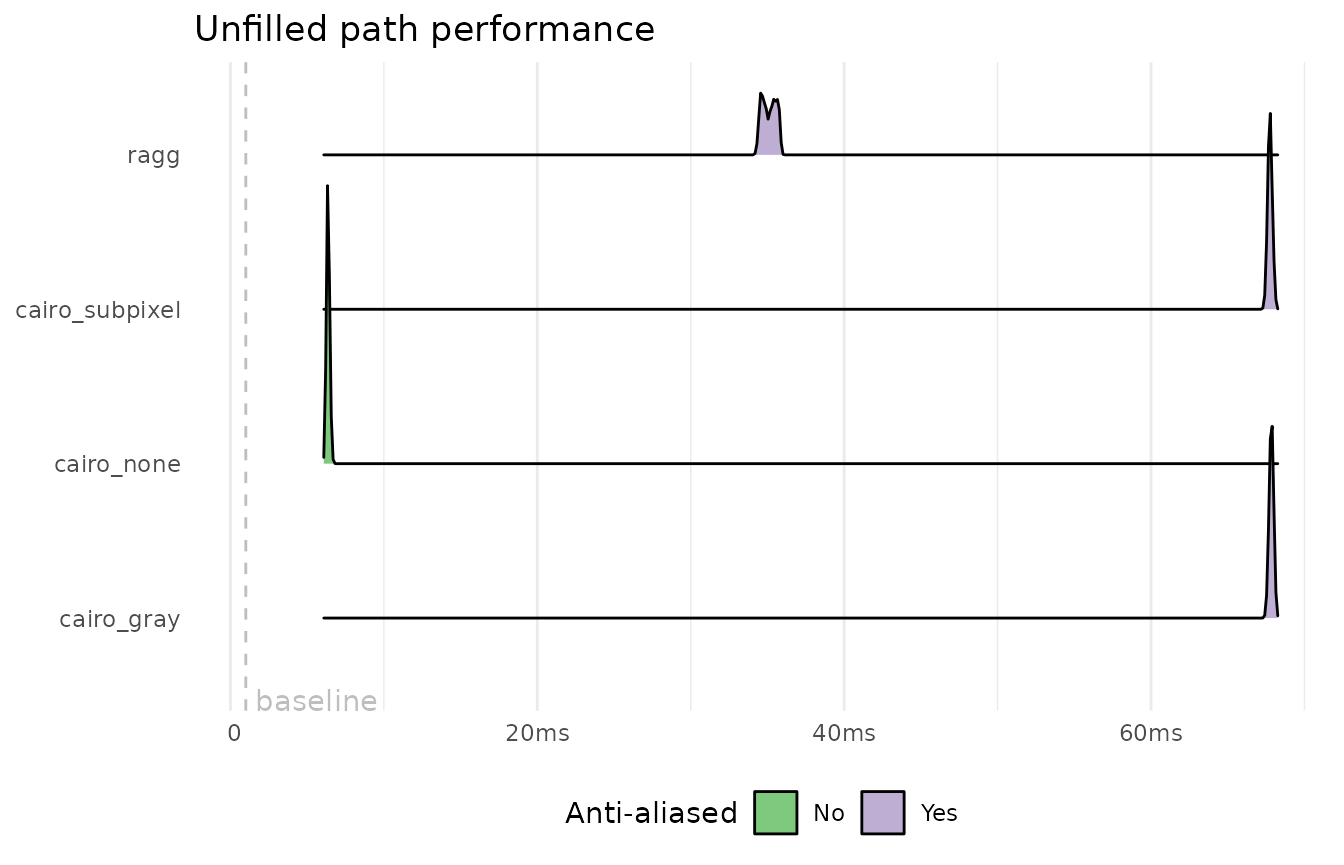 Unfilled path performance
ragg
cairo_subpixel
cairo_none
cairo_gray
baseline
0 20ms 40ms 60ms
Anti-aliased No Yes